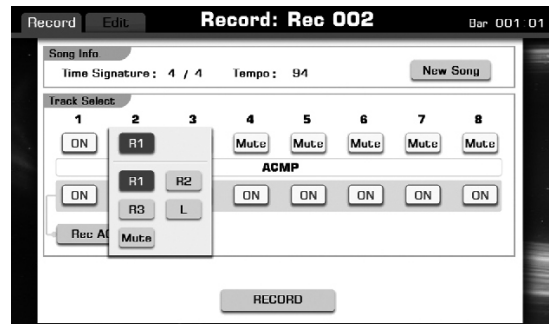 Record Edit Record: Rec 002 Bar 001:01
Song Info
Time Signature: 4 / 4 Tempo: 94 New Song
Track Select
1 2 3 4 5 6 7 8
ON R1 Mute Mute Mute Mute Mute
ACMP
ON R1 R2 ON ON ON ON ON
R3 L
Rec AC Mute
RECORD